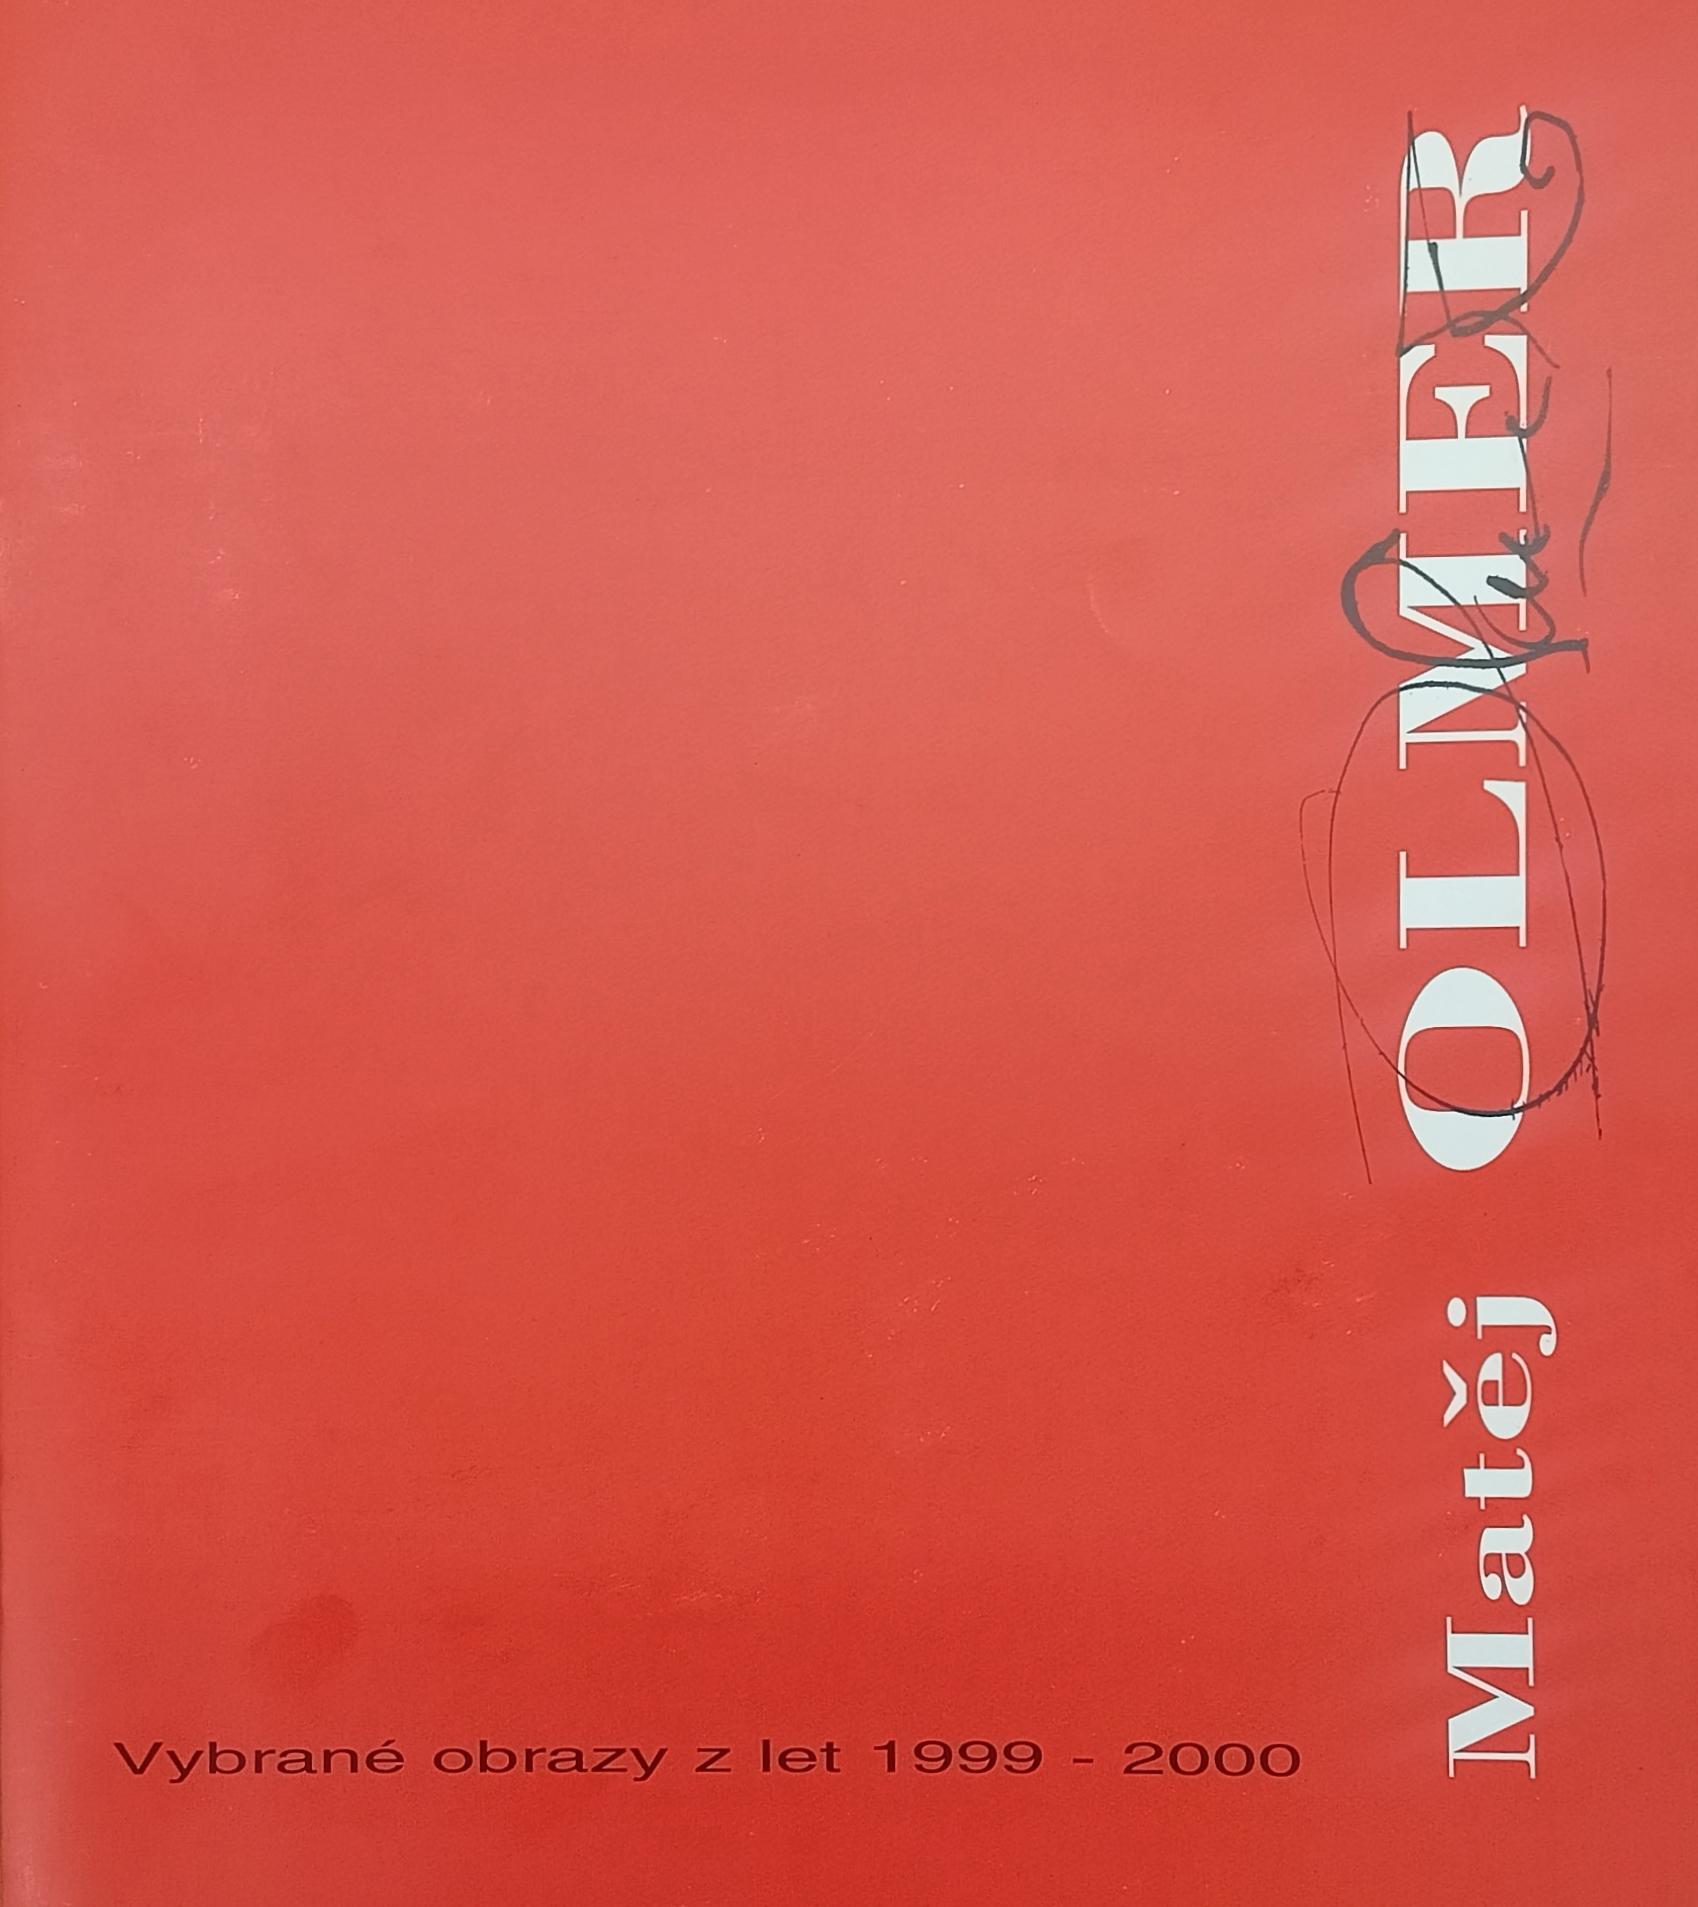 Matěj OLMER
Vybrané obrazy z let 1999 - 2000